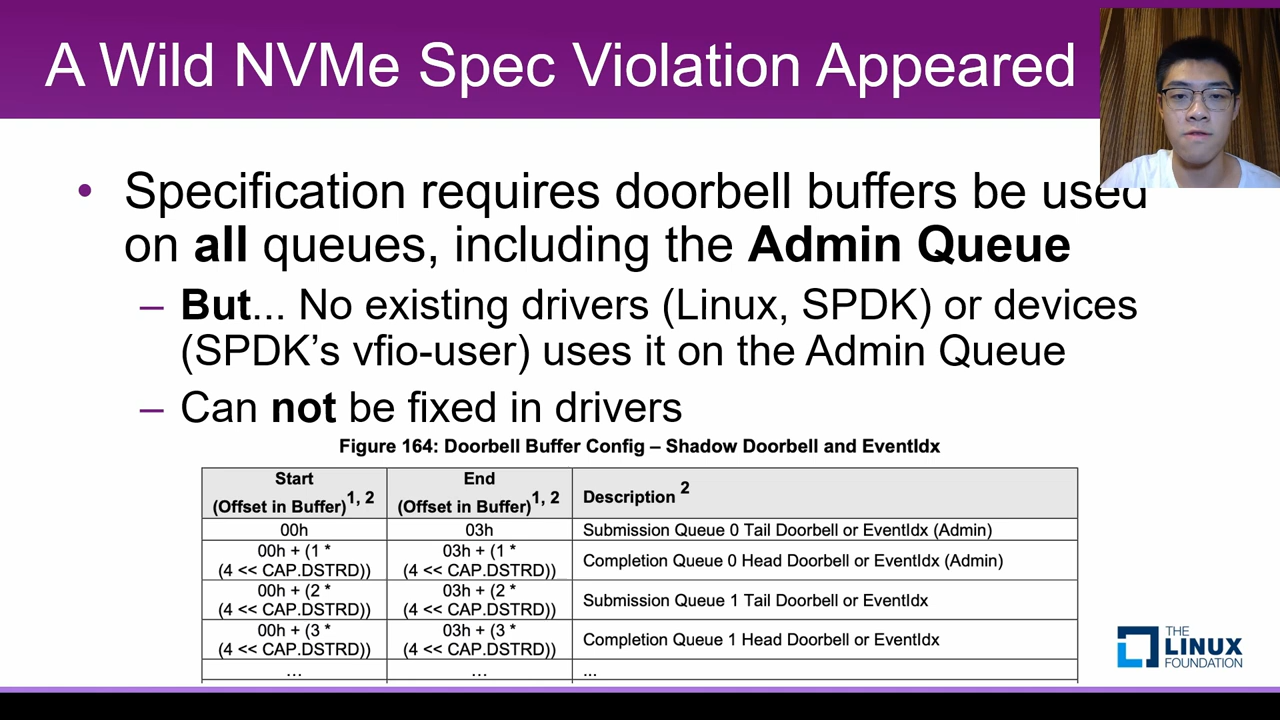 A Wild NVMe Spec Violation Appeared
• Specification requires doorbell buffers be used
on all queues, including the Admin Queue
– But... No existing drivers (Linux, SPDK) or devices
(SPDK’s vfio-user) uses it on the Admin Queue
– Can not be fixed in drivers
Figure 164: Doorbell Buffer Config – Shadow Doorbell and EventIdx
Start
(Offset in Buffer)1, 2
End
(Offset in Buffer)1, 2
Description 2
00h
03h
Submission Queue 0 Tail Doorbell or EventIdx (Admin)
00h + (1 *
(4 << CAP.DSTRD))
03h + (1 *
(4 << CAP.DSTRD))
Completion Queue 0 Head Doorbell or EventIdx (Admin)
00h + (2 *
(4 << CAP.DSTRD))
03h + (2 *
(4 << CAP.DSTRD))
Submission Queue 1 Tail Doorbell or EventIdx
00h + (3 *
(4 << CAP.DSTRD))
03h + (3 *
(4 << CAP.DSTRD))
Completion Queue 1 Head Doorbell or EventIdx
...
...
...
THE
LINUX
FOUNDATION